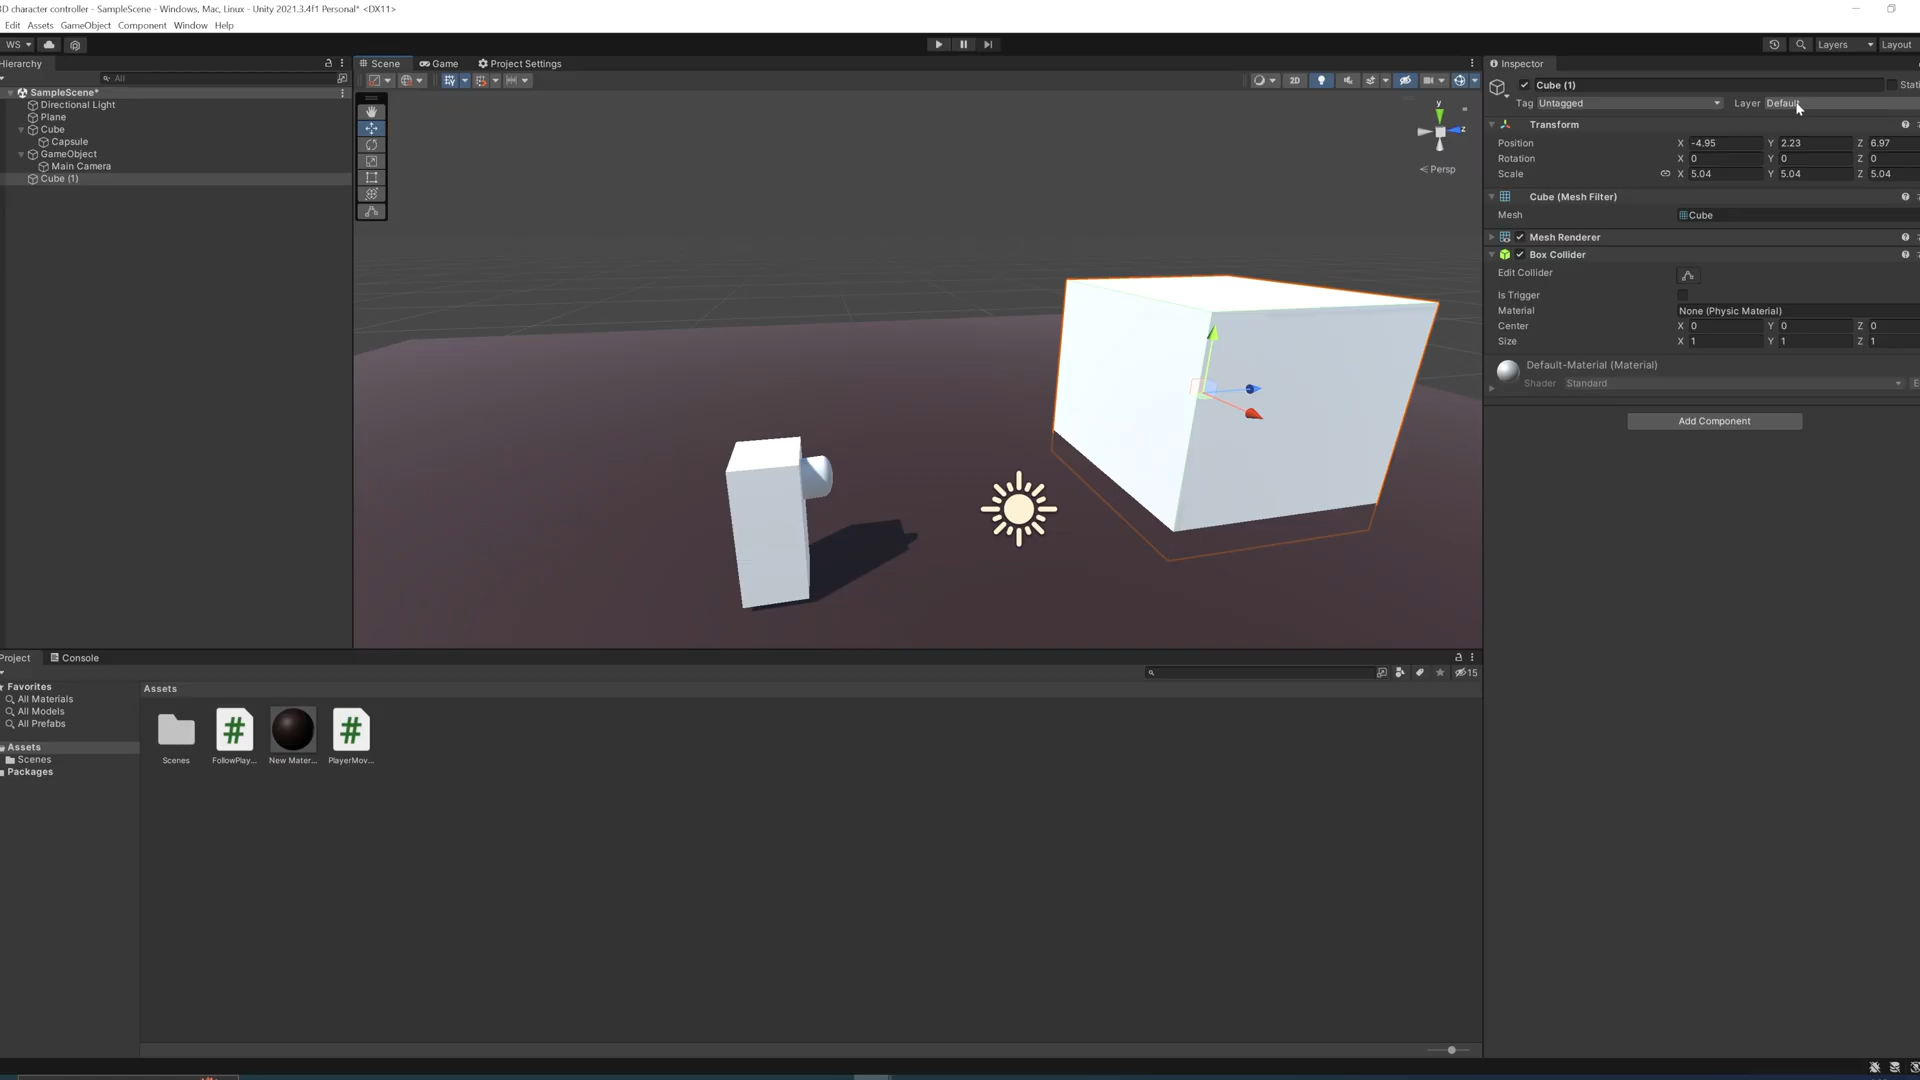 3D character controller - SampleScene - Windows, Mac, Linux - Unity 2021.3.4f1 Personal* <DX11>
Edit Assets GameObject Component Window Help
WS Layers Layout
Hierarchy
All
SampleScene*
Directional Light
Plane
Cube
Capsule
GameObject
Main Camera
Cube (1)
Scene Game Project Settings
2D
y
z
Persp
Inspector
Cube (1) Stati
Tag Untagged Layer Default
Transform
Position X -4.95 Y 2.23 Z 6.97
Rotation X 0 Y 0 Z 0
Scale X 5.04 Y 5.04 Z 5.04
Cube (Mesh Filter)
Mesh Cube
Mesh Renderer
Box Collider
Edit Collider
Is Trigger
Material None (Physic Material)
Center X 0 Y 0 Z 0
Size X 1 Y 1 Z 1
Default-Material (Material)
Shader Standard E
Add Component
Project Console
15
Favorites
All Materials
All Models
All Prefabs
Assets
Scenes
Packages
Assets
Scenes FollowPlay... New Mater... PlayerMov...